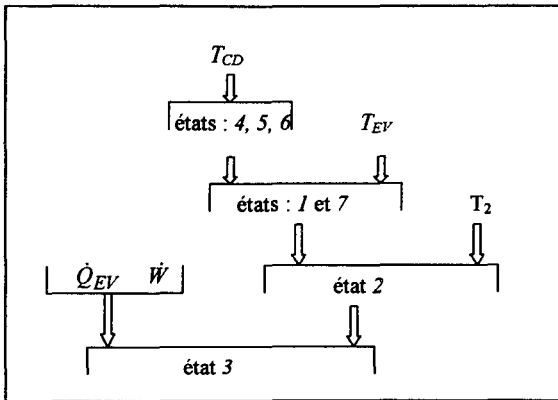 T_CD
états : 4, 5, 6
T_EV
états : 1 et 7
T_2
Q̇_EV Ẇ
état 2
état 3